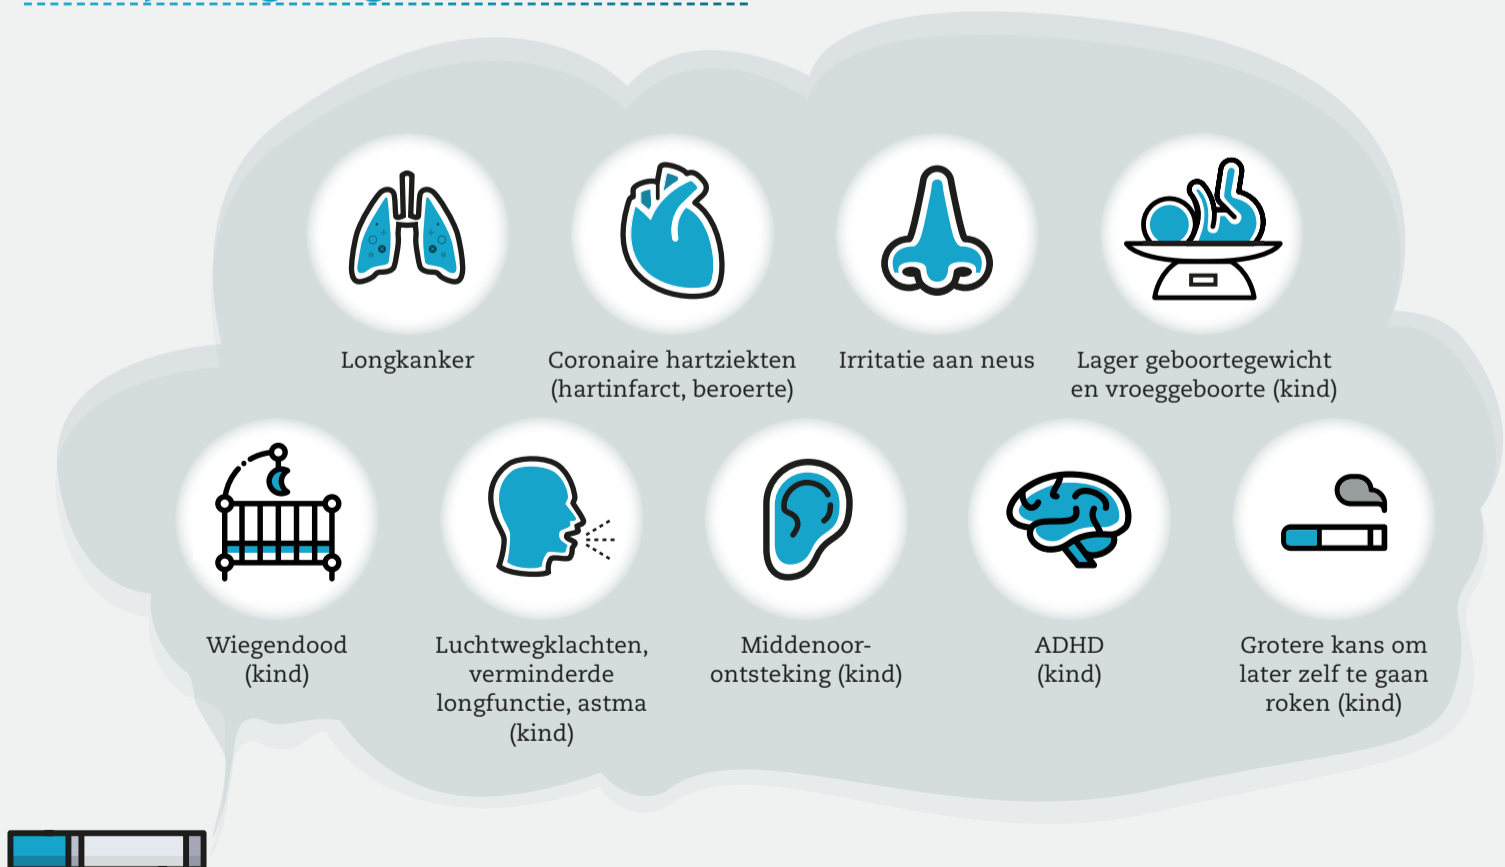 Longkanker
Coronaire hartziekten
(hartinfarct, beroerte)
Irritatie aan neus
Lager geboortegewicht
en vroeggeboorte (kind)
Wiegendood
(kind)
Luchtwegklachten,
verminderde
longfunctie, astma
(kind)
Middenoor-
ontsteking (kind)
ADHD
(kind)
Grotere kans om
later zelf te gaan
roken (kind)